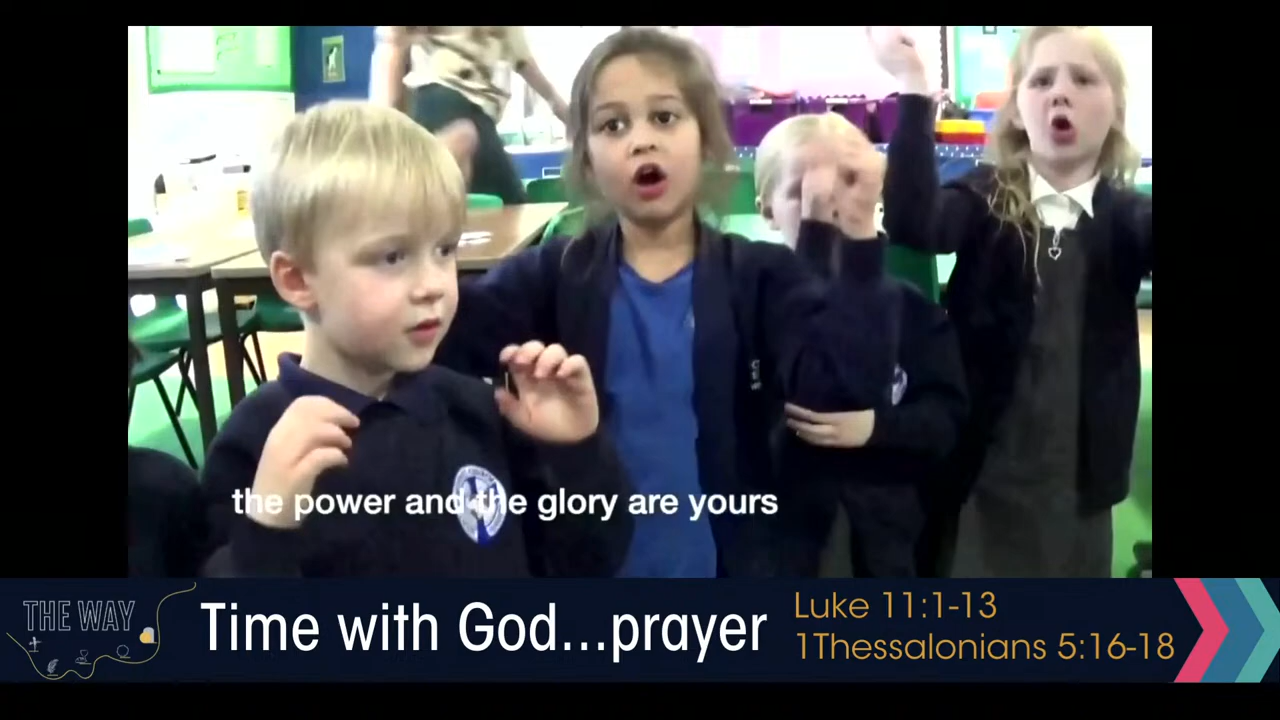 the power and the glory are yours
THE WAY
Time with God...prayer
Luke 11:1-13
1Thessalonians 5:16-18